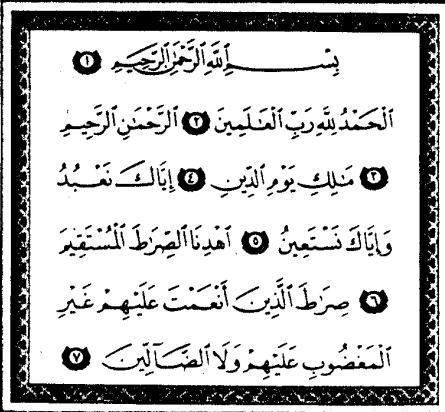 بِسْمِ ٱللَّهِ ٱلرَّحْمَٰنِ ٱلرَّحِيمِ ١
ٱلْحَمْدُ لِلَّهِ رَبِّ ٱلْعَٰلَمِينَ ٢ ٱلرَّحْمَٰنِ ٱلرَّحِيمِ
٣ مَٰلِكِ يَوْمِ ٱلدِّينِ ٤ إِيَّاكَ نَعْبُدُ
وَإِيَّاكَ نَسْتَعِينُ ٥ ٱهْدِنَا ٱلصِّرَٰطَ ٱلْمُسْتَقِيمَ
٦ صِرَٰطَ ٱلَّذِينَ أَنْعَمْتَ عَلَيْهِمْ غَيْرِ
ٱلْمَغْضُوبِ عَلَيْهِمْ وَلَا ٱلضَّآلِّينَ ٧